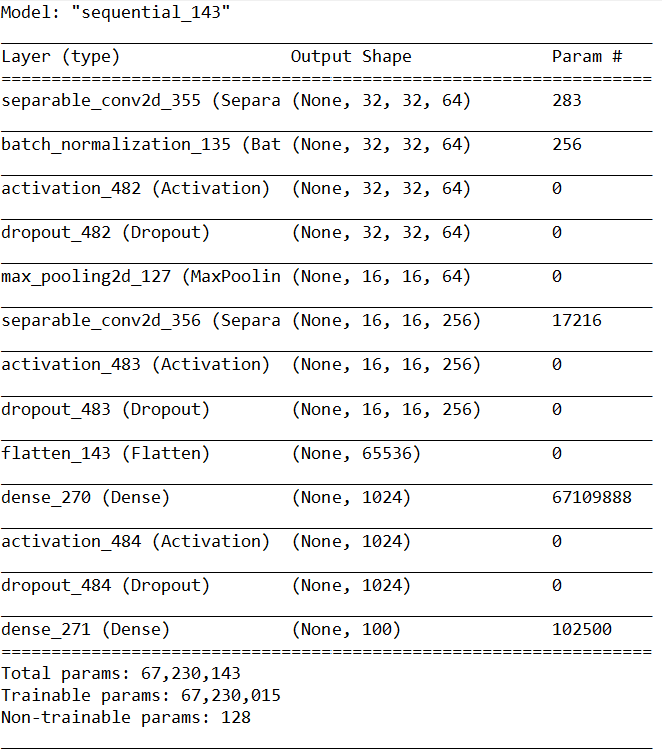 Model: "sequential_143"
Layer (type) Output Shape Param #
separable_conv2d_355 (Separa (None, 32, 32, 64) 283
batch_normalization_135 (Bat (None, 32, 32, 64) 256
activation_482 (Activation) (None, 32, 32, 64) 0
dropout_482 (Dropout) (None, 32, 32, 64) 0
max_pooling2d_127 (MaxPoolin (None, 16, 16, 64) 0
separable_conv2d_356 (Separa (None, 16, 16, 256) 17216
activation_483 (Activation) (None, 16, 16, 256) 0
dropout_483 (Dropout) (None, 16, 16, 256) 0
flatten_143 (Flatten) (None, 65536) 0
dense_270 (Dense) (None, 1024) 67109888
activation_484 (Activation) (None, 1024) 0
dropout_484 (Dropout) (None, 1024) 0
dense_271 (Dense) (None, 100) 102500
Total params: 67,230,143
Trainable params: 67,230,015
Non-trainable params: 128